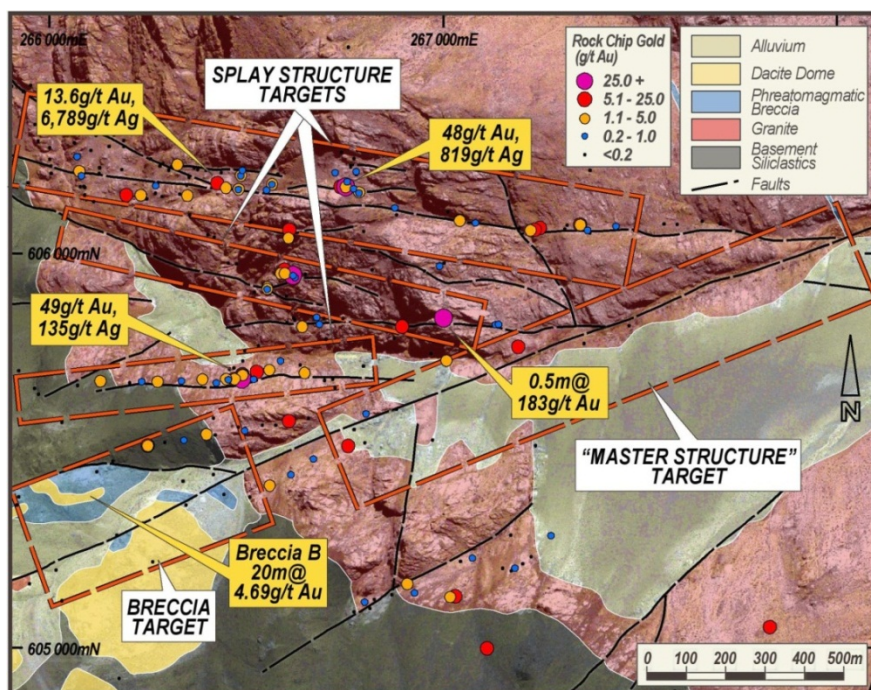 266 000mE
267 000mE
SPLAY STRUCTURE
TARGETS
13.6g/t Au,
6,789g/t Ag
48g/t Au,
819g/t Ag
Rock Chip Gold
(g/t Au)
25.0 +
5.1 - 25.0
1.1 - 5.0
0.2 - 1.0
<0.2
Alluvium
Dacite Dome
Phreatomagmatic
Breccia
Granite
Basement
Siliclastics
Faults
606 000mN
49g/t Au,
135g/t Ag
0.5m@
183g/t Au
N
"MASTER STRUCTURE"
TARGET
Breccia B
20m@
4.69g/t Au
BRECCIA
TARGET
605 000mN
0 100 200 300 400 500m